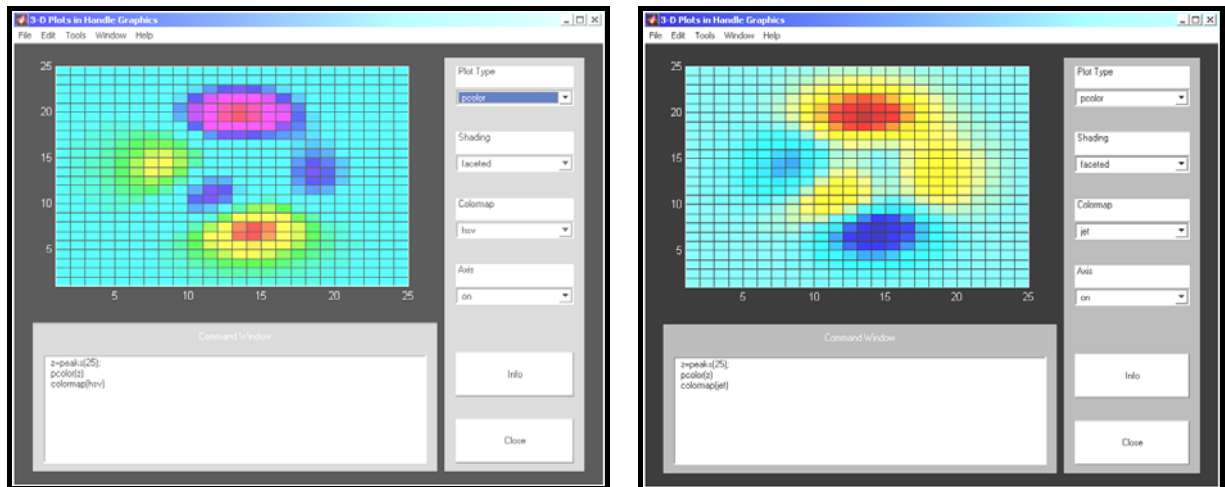 3-D Plots in Handle Graphics
File Edit Tools Window Help
25
20
15
10
5
5 10 15 20 25
Plot Type
pcolor
Shading
faceted
Colormap
hsv
Axis
on
Info
Close
Command Window
z=peaks(25);
pcolor(z)
colormap(hsv)
3-D Plots in Handle Graphics
File Edit Tools Window Help
25
20
15
10
5
5 10 15 20 25
Plot Type
pcolor
Shading
faceted
Colormap
jet
Axis
on
Info
Close
Command Window
z=peaks(25);
pcolor(z)
colormap(jet)